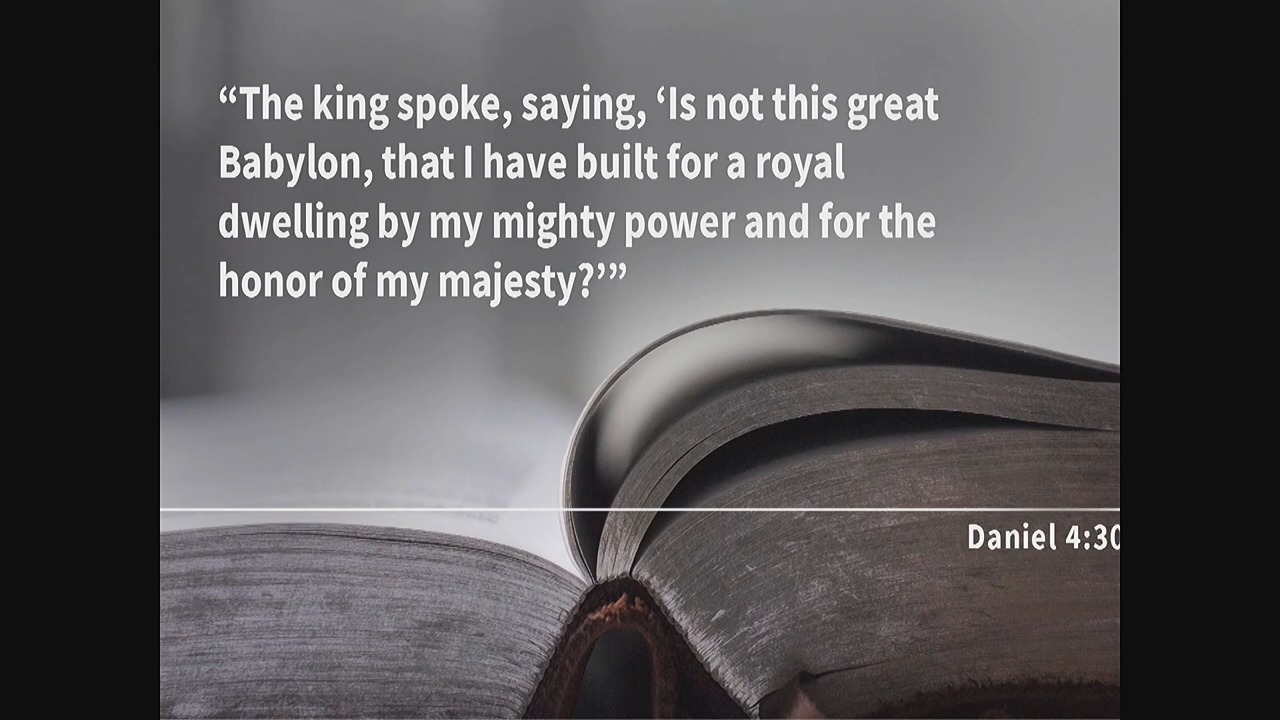 “The king spoke, saying, ‘Is not this great
Babylon, that I have built for a royal
dwelling by my mighty power and for the
honor of my majesty?’”
Daniel 4:30